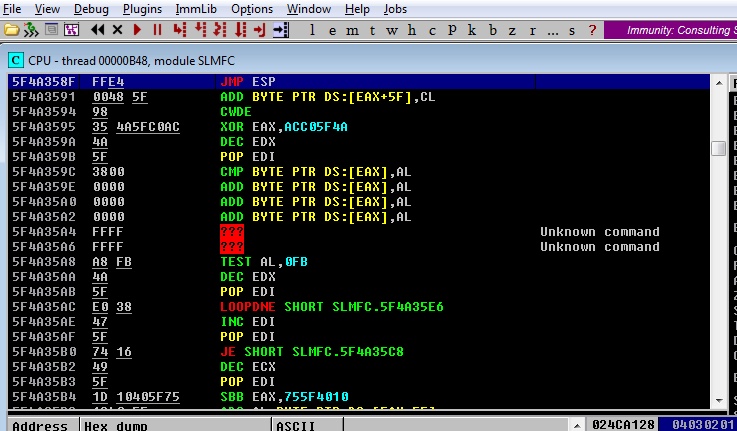 File View Debug Plugins ImmLib Options Window Help Jobs
l e m t w h c P k b z r ... s ? Immunity: Consulting S
C CPU - thread 00000B48, module SLMFC
5F4A358F FFE4 JMP ESP
5F4A3591 0048 5F ADD BYTE PTR DS:[EAX+5F],CL
5F4A3594 98 CWDE
5F4A3595 35 4A5FC0AC XOR EAX,ACC05F4A
5F4A359A 4A DEC EDX
5F4A359B 5F POP EDI
5F4A359C 3800 CMP BYTE PTR DS:[EAX],AL
5F4A359E 0000 ADD BYTE PTR DS:[EAX],AL
5F4A35A0 0000 ADD BYTE PTR DS:[EAX],AL
5F4A35A2 0000 ADD BYTE PTR DS:[EAX],AL
5F4A35A4 FFFF ??? Unknown command
5F4A35A6 FFFF ??? Unknown command
5F4A35A8 A8 FB TEST AL,0FB
5F4A35AA 4A DEC EDX
5F4A35AB 5F POP EDI
5F4A35AC E0 38 LOOPDNE SHORT SLMFC.5F4A35E6
5F4A35AE 47 INC EDI
5F4A35AF 5F POP EDI
5F4A35B0 74 16 JE SHORT SLMFC.5F4A35C8
5F4A35B2 49 DEC ECX
5F4A35B3 5F POP EDI
5F4A35B4 1D 10405F75 SBB EAX,755F4010
Address Hex dump ASCII 024CA128 04030201